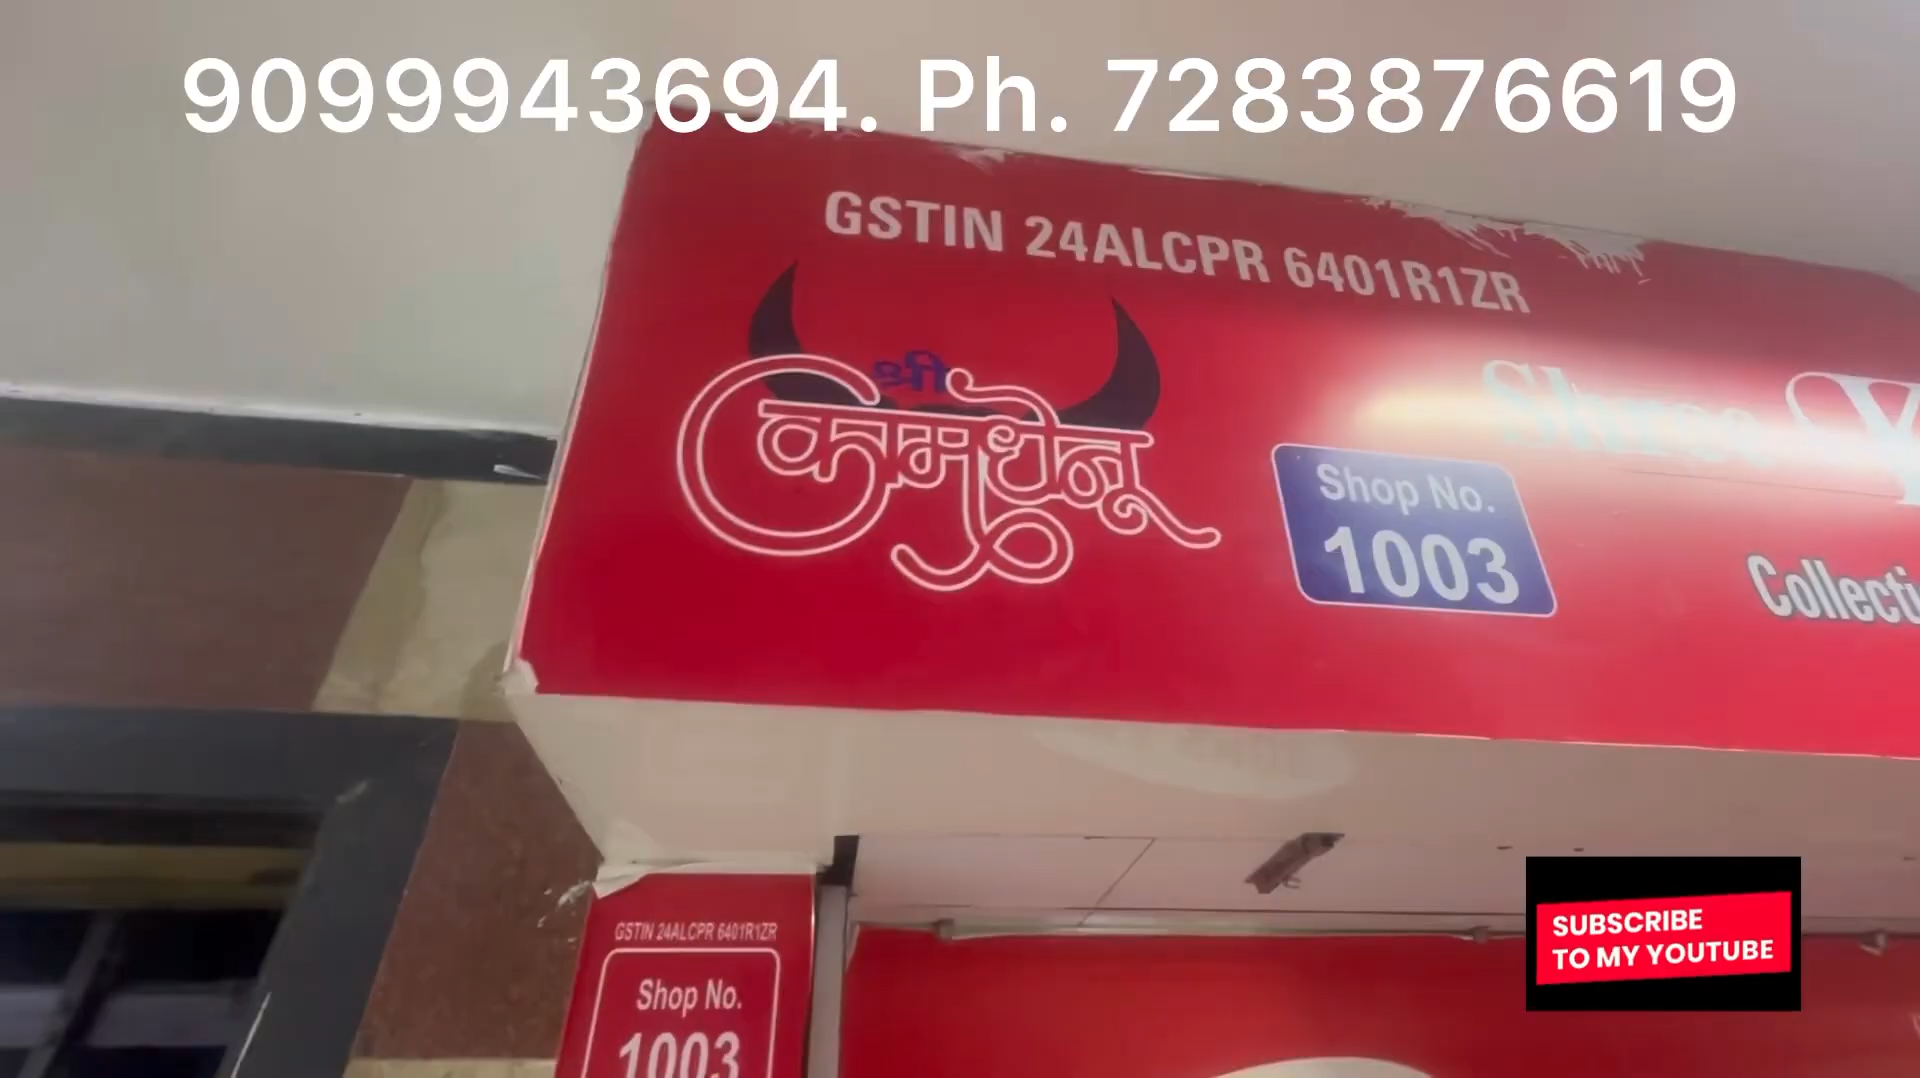 9099943694. Ph. 7283876619
GSTIN 24ALCPR 6401R1ZR
श्री
कामधेनू
Shop No.
1003
Shree
GSTIN 24ALCPR 6401R1ZR
Shop No.
1003
SUBSCRIBE
TO MY YOUTUBE